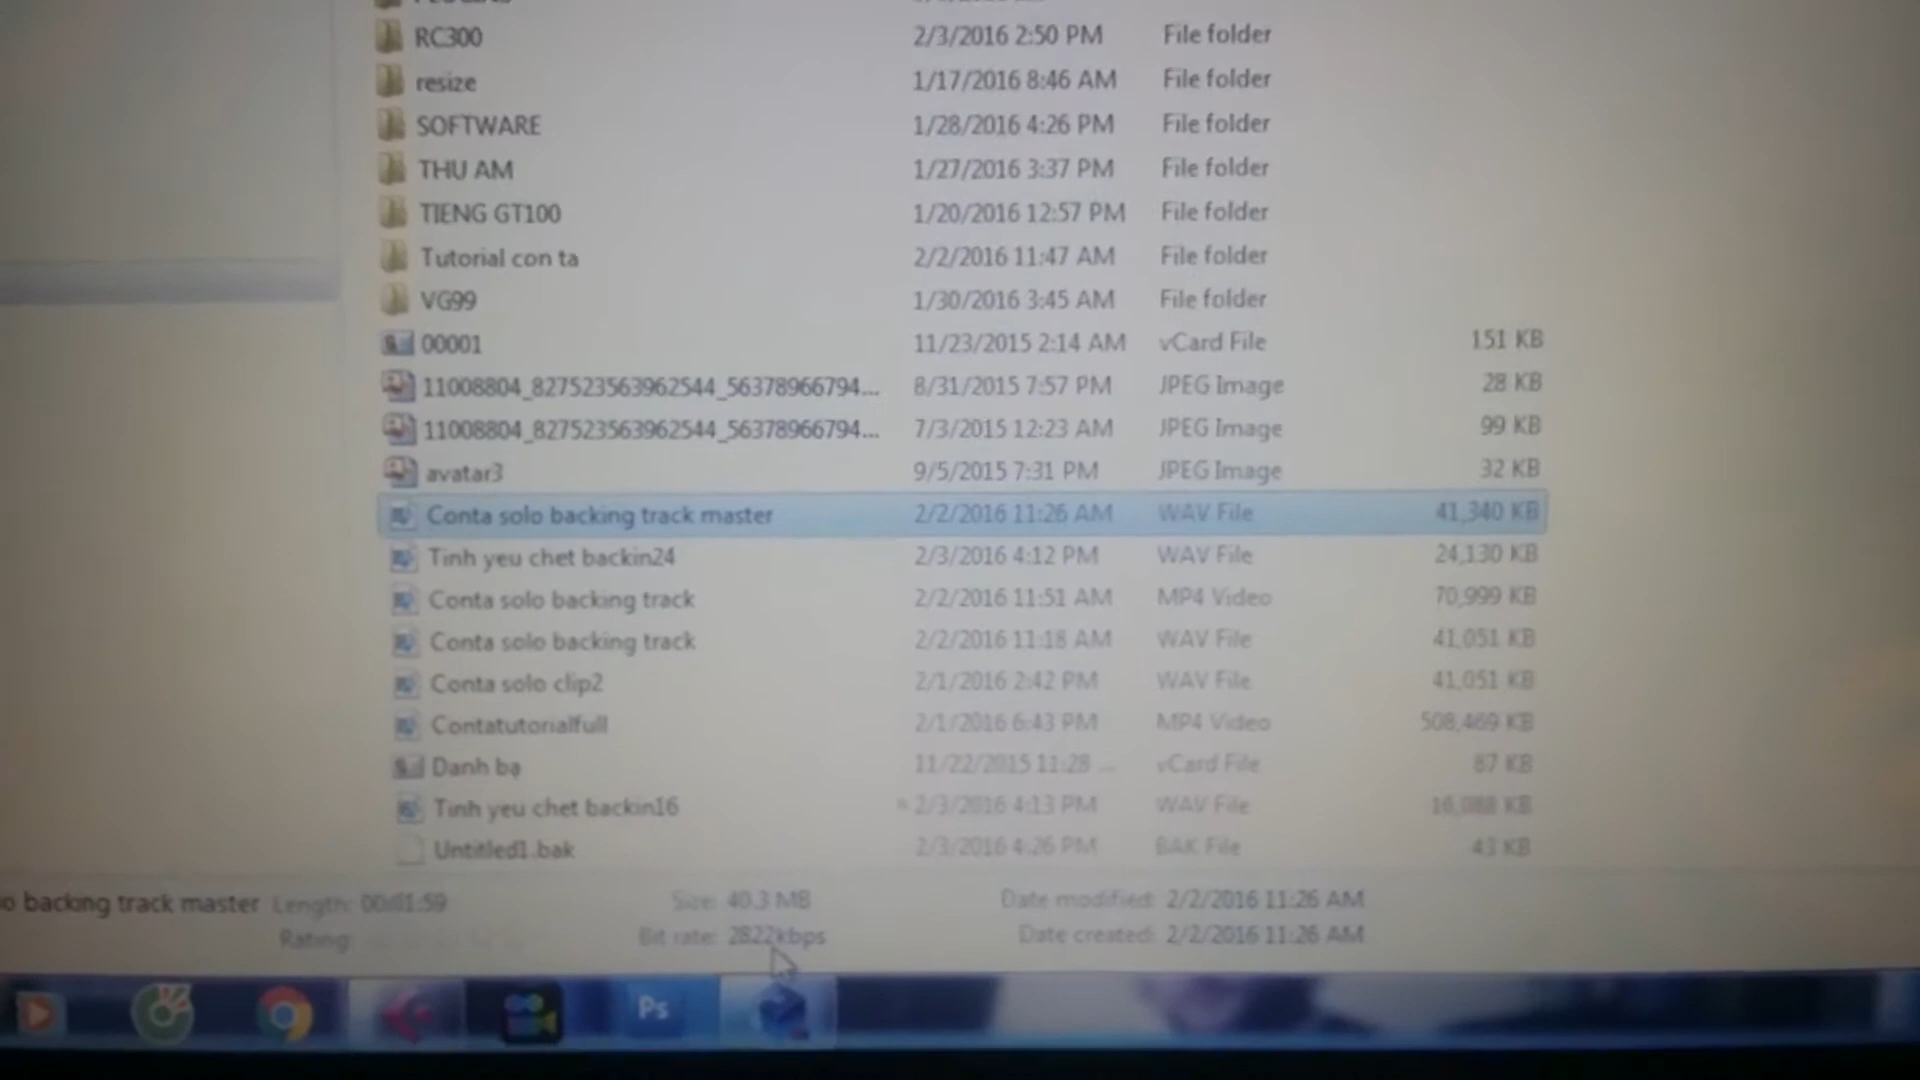 RC300 2/3/2016 2:50 PM File folder
resize 1/17/2016 8:46 AM File folder
SOFTWARE 1/28/2016 4:26 PM File folder
THU AM 1/27/2016 3:37 PM File folder
TIENG GT100 1/20/2016 12:57 PM File folder
Tutorial con ta 2/2/2016 11:47 AM File folder
VG99 1/30/2016 3:45 AM File folder
00001 11/23/2015 2:14 AM vCard File 151 KB
11008804_827523563962544_56378966794... 8/31/2015 7:57 PM JPEG Image 28 KB
11008804_827523563962544_56378966794... 7/3/2015 12:23 AM JPEG Image 99 KB
avatar3 9/5/2015 7:31 PM JPEG Image 32 KB
Conta solo backing track master 2/2/2016 11:26 AM WAV File 41,340 KB
Tinh yeu chet backin24 2/3/2016 4:12 PM WAV File 24,130 KB
Conta solo backing track 2/2/2016 11:51 AM MP4 Video 70,999 KB
Conta solo backing track 2/2/2016 11:18 AM WAV File 41,051 KB
Conta solo clip2 2/1/2016 2:42 PM WAV File 41,051 KB
Contatutorialfull 2/1/2016 6:43 PM MP4 Video 508,469 KB
Danh bạ 11/22/2015 11:28 ... vCard File 87 KB
Tinh yeu chet backin16 2/3/2016 4:13 PM WAV File 16,088 KB
Untitled1.bak 2/3/2016 4:26 PM BAK File 43 KB
o backing track master Length: 00:01:59 Size: 40.3 MB Date modified: 2/2/2016 11:26 AM
Rating: Bit rate: 2822kbps Date created: 2/2/2016 11:26 AM
Ps